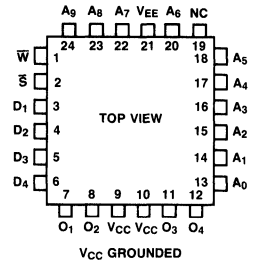 A9 A8 A7 VEE A6 NC
24 23 22 21 20 19
W̅ 1 18 A5
S̅ 2 17 A4
D1 3 16 A3
TOP VIEW
D2 4 15 A2
D3 5 14 A1
D4 6 13 A0
7 8 9 10 11 12
O1 O2 VCC VCC O3 O4
VCC GROUNDED